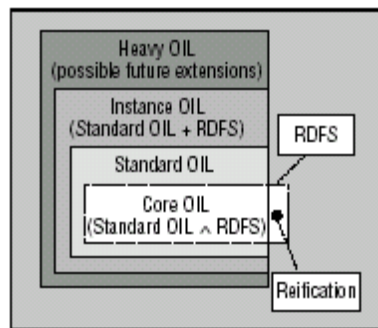 Heavy OIL
(possible future extensions)
Instance OIL
(Standard OIL + RDFS)
RDFS
Standard OIL
Core OIL
(Standard OIL ∧ RDFS)
Reification